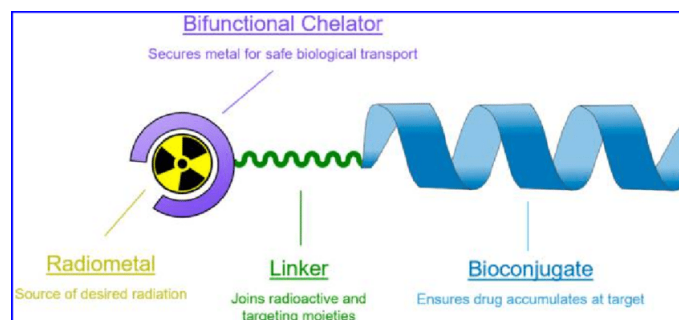 Bifunctional Chelator
Secures metal for safe biological transport
Radiometal
Source of desired radiation
Linker
Joins radioactive and
targeting moieties
Bioconjugate
Ensures drug accumulates at target